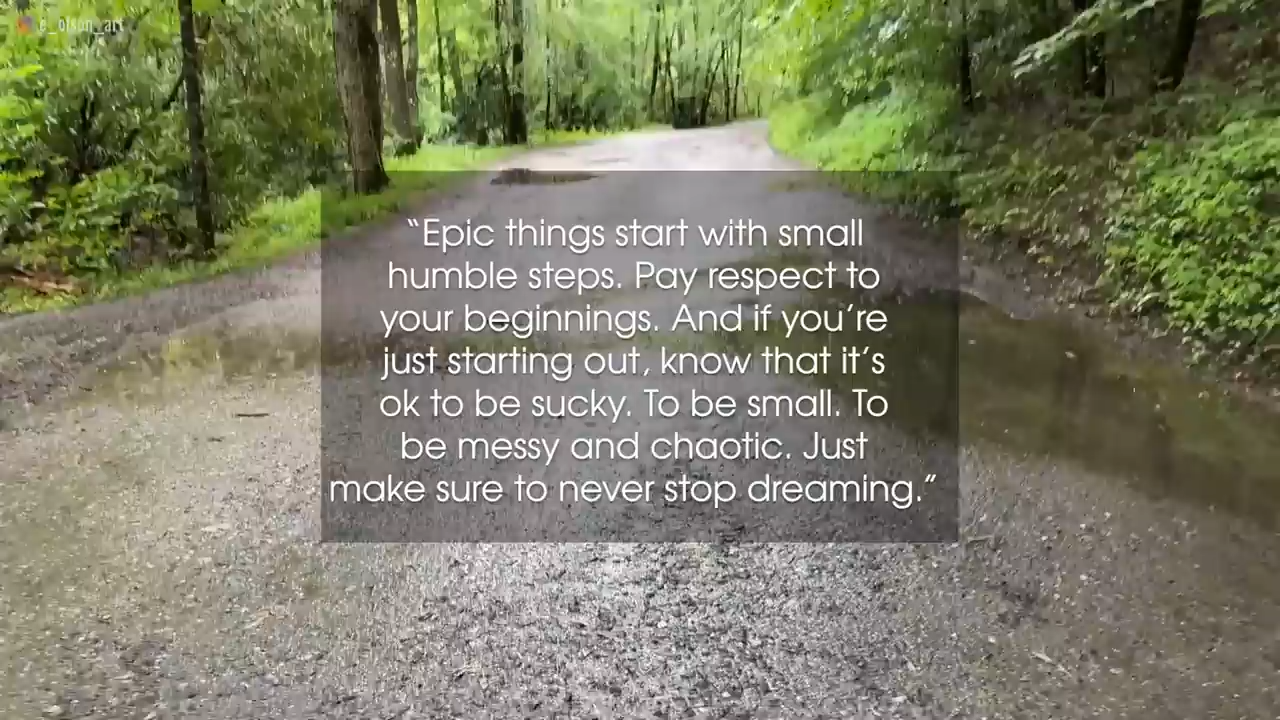 e_olson_art
“Epic things start with small
humble steps. Pay respect to
your beginnings. And if you’re
just starting out, know that it’s
ok to be sucky. To be small. To
be messy and chaotic. Just
make sure to never stop dreaming.”